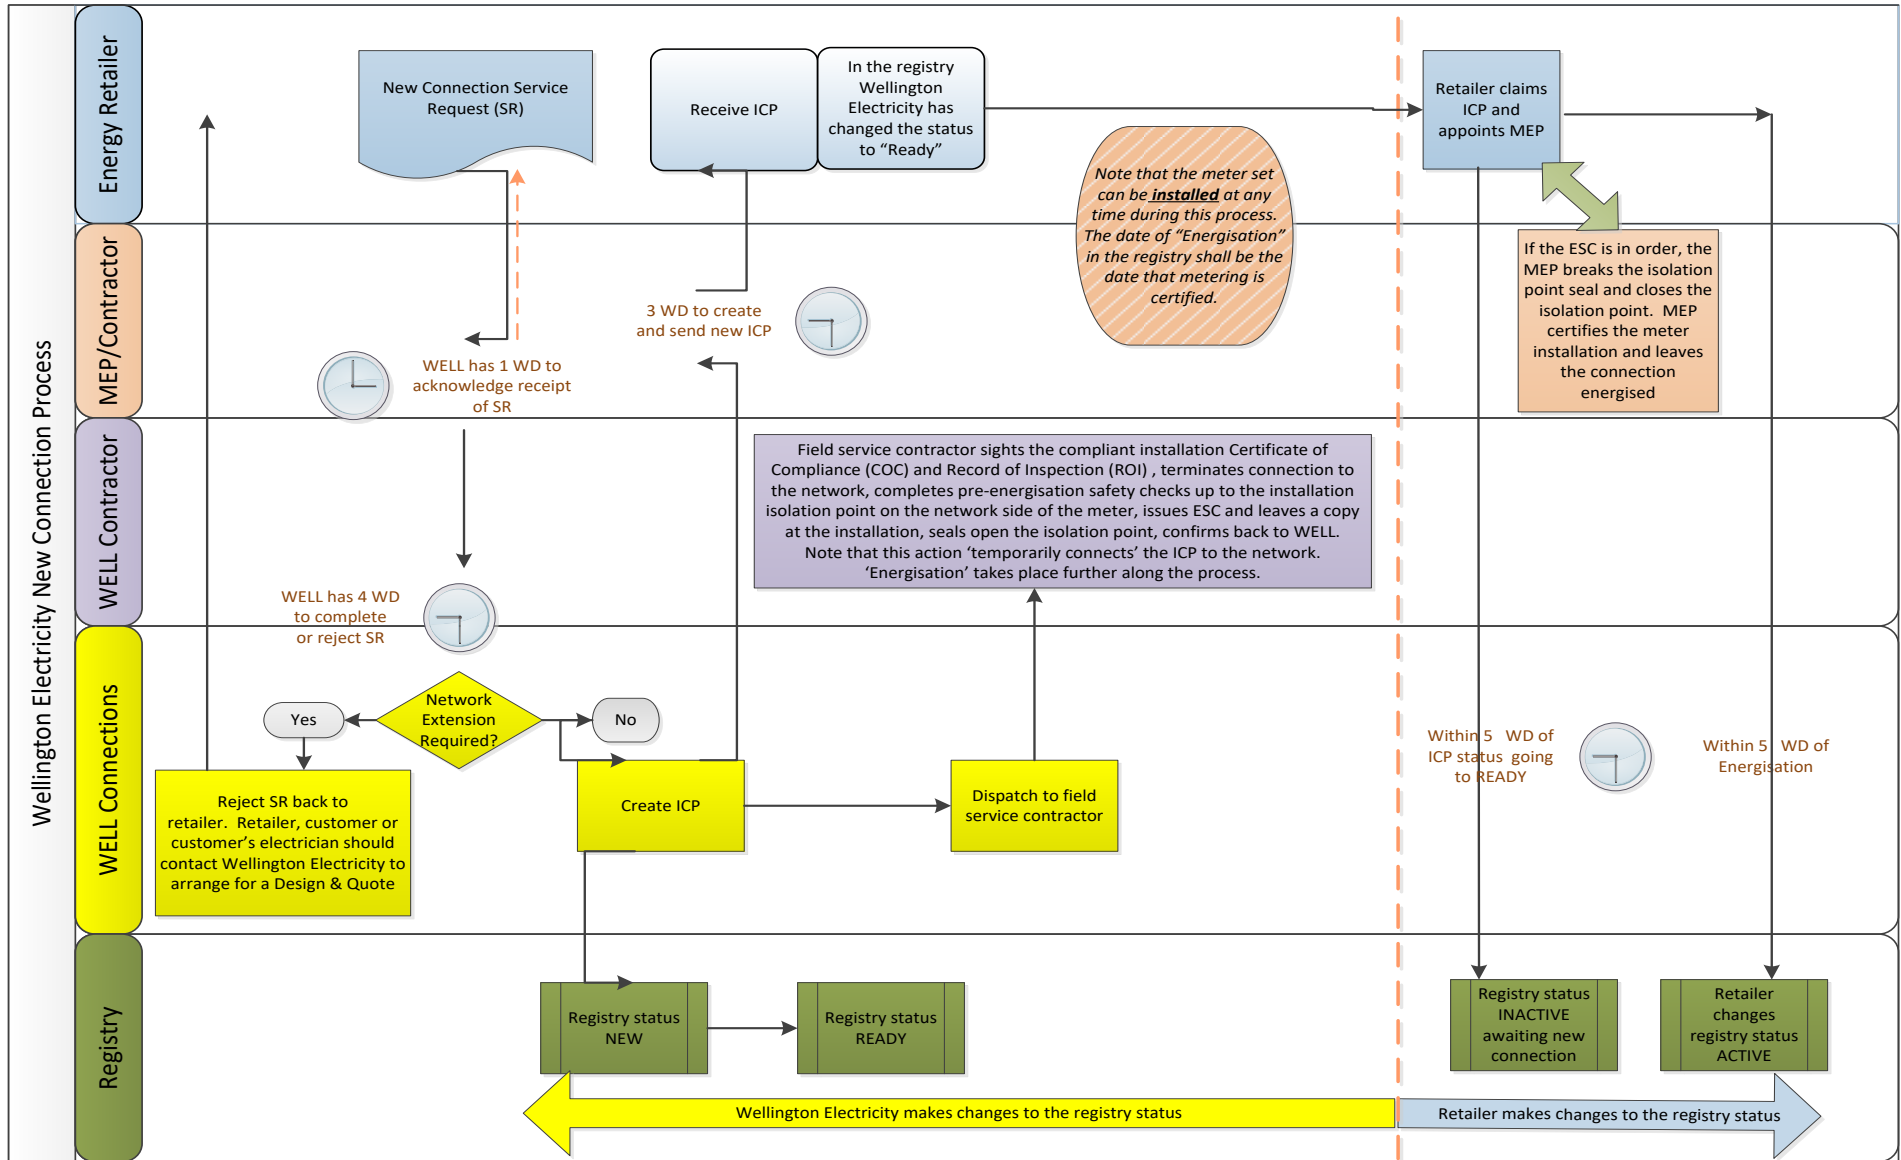 Wellington Electricity New Connection Process
Energy Retailer
New Connection Service
Request (SR)
Receive ICP
In the registry
Wellington
Electricity has
changed the status
to “Ready”
Retailer claims
ICP and
appoints MEP
Note that the meter set
can be installed at any
time during this process.
The date of “Energisation”
in the registry shall be the
date that metering is
certified.
MEP/Contractor
WELL has 1 WD to
acknowledge receipt
of SR
3 WD to create
and send new ICP
If the ESC is in order, the
MEP breaks the isolation
point seal and closes the
isolation point.  MEP
certifies the meter
installation and leaves
the connection
energised
WELL Contractor
Field service contractor sights the compliant installation Certificate of
Compliance (COC) and Record of Inspection (ROI) , terminates connection to
the network, completes pre-energisation safety checks up to the installation
isolation point on the network side of the meter, issues ESC and leaves a copy
at the installation, seals open the isolation point, confirms back to WELL.
Note that this action ‘temporarily connects’ the ICP to the network.
‘Energisation’ takes place further along the process.
WELL has 4 WD
to complete
or reject SR
WELL Connections
Network
Extension
Required?
Yes
No
Reject SR back to
retailer.  Retailer, customer or
customer’s electrician should
contact Wellington Electricity to
arrange for a Design & Quote
Create ICP
Dispatch to field
service contractor
Within 5   WD of
ICP status  going
to READY
Within 5   WD of
Energisation
Registry
Registry status
NEW
Registry status
READY
Registry status
INACTIVE
awaiting new
connection
Retailer
changes
registry status
ACTIVE
Wellington Electricity makes changes to the registry status
Retailer makes changes to the registry status